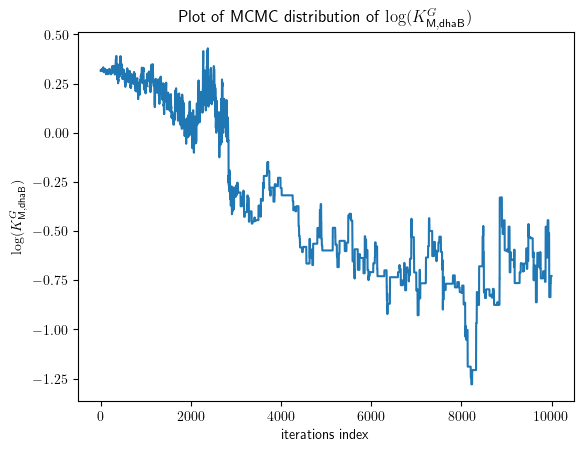 Plot of MCMC distribution of log(K^G_M,dhaB)
0.50
0.25
0.00
−0.25
−0.50
−0.75
−1.00
−1.25
log(K^G_M,dhaB)
0 2000 4000 6000 8000 10000
iterations index